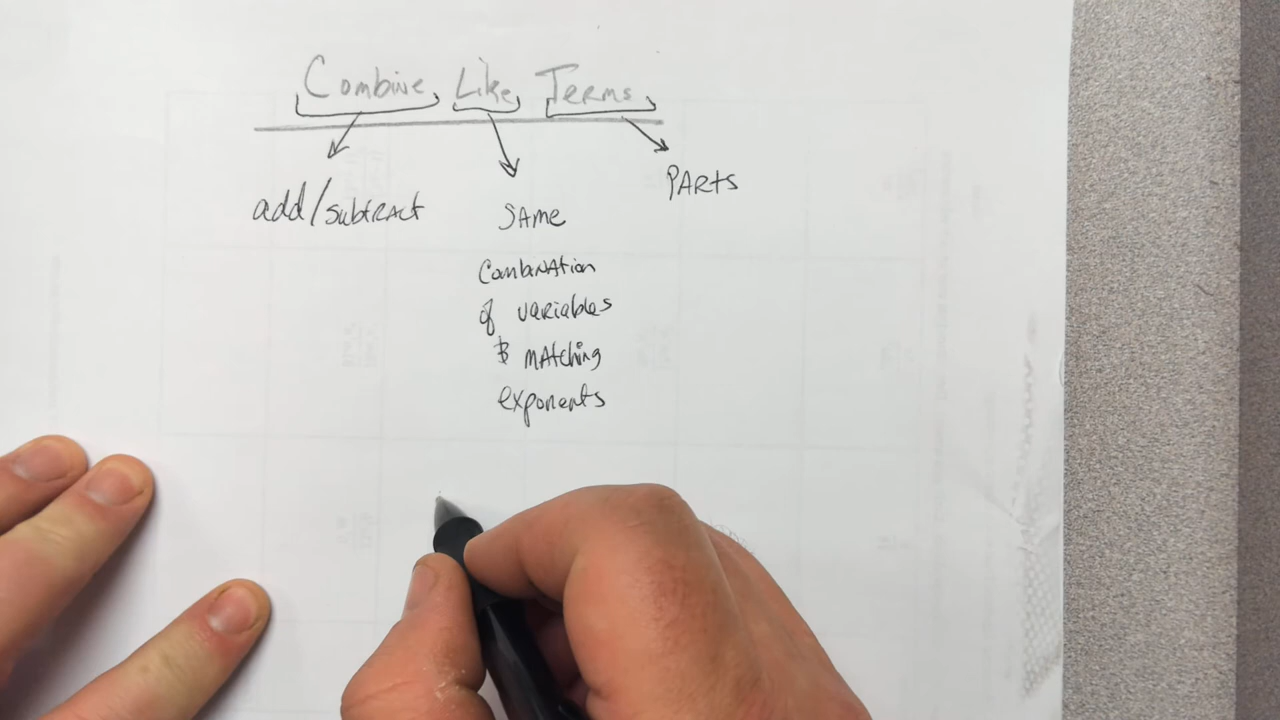 Combine Like Terms
add/subtRAct
SAme
PARts
CombinAtion
of vaRiables
& mAtching
exponents